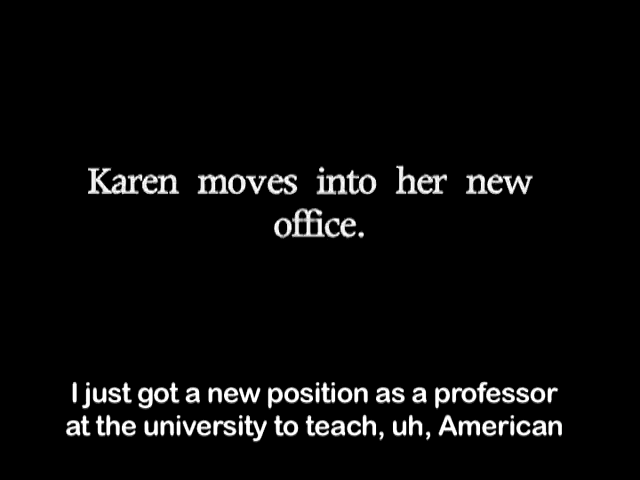 Karen moves into her new
office.
I just got a new position as a professor
at the university to teach, uh, American